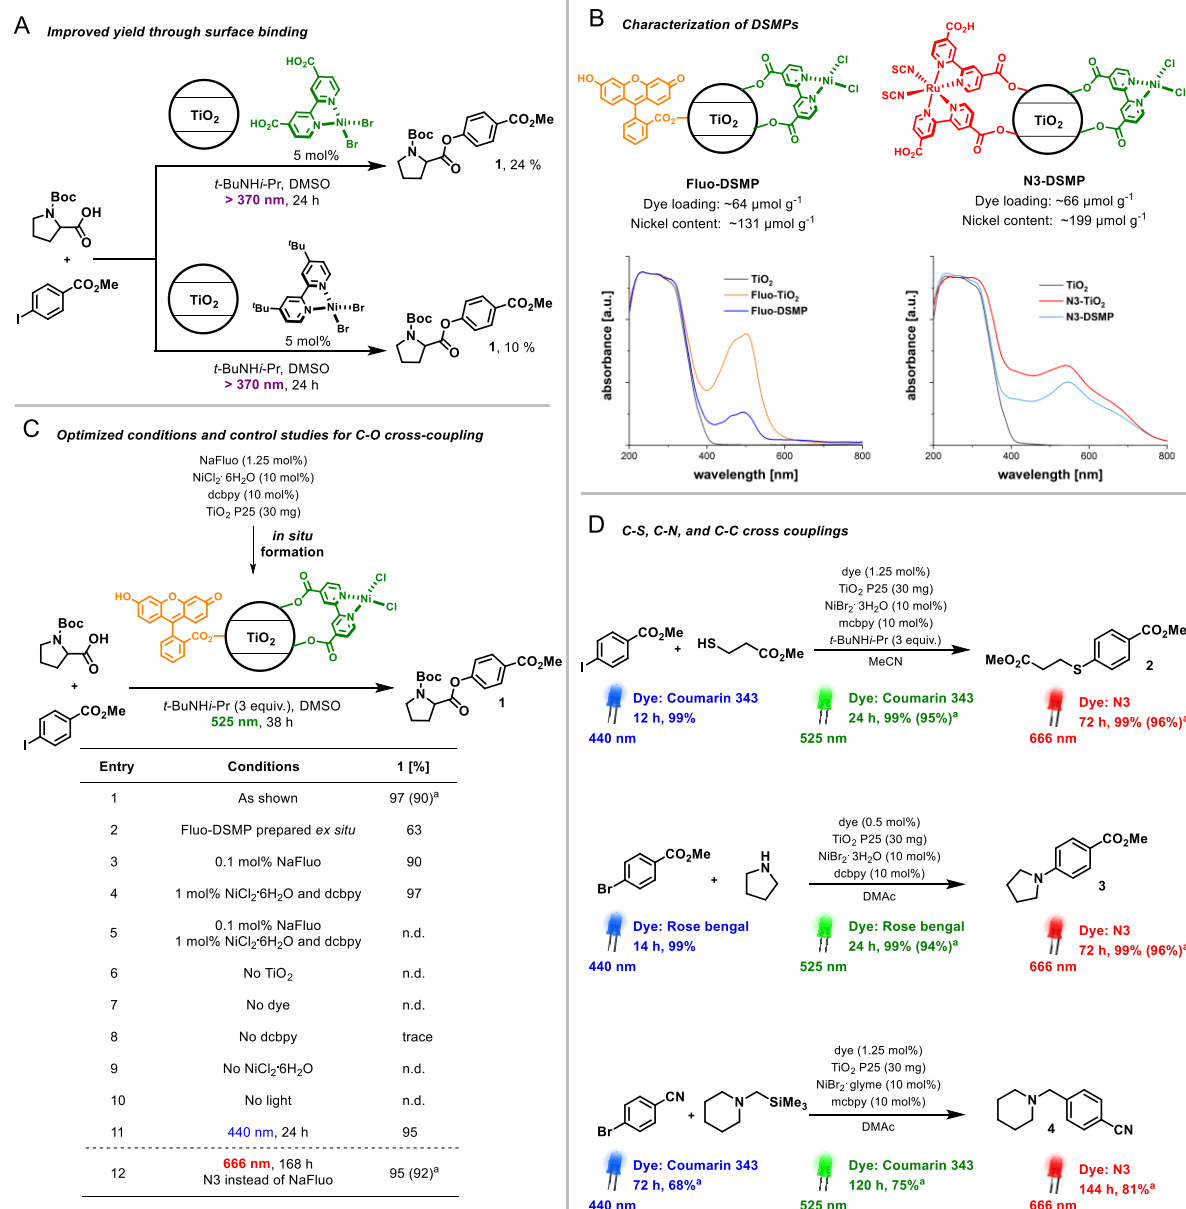 A
Improved yield through surface binding
TiO2
HO2C
HO2C
N
N
Ni
Br
Br
5 mol%
t-BuNHi-Pr, DMSO
> 370 nm, 24 h
Boc
N
O
O
CO2Me
1, 24 %
Boc
N
OH
O
+
I
CO2Me
TiO2
tBu
tBu
N
N
Ni
Br
Br
5 mol%
t-BuNHi-Pr, DMSO
> 370 nm, 24 h
Boc
N
O
O
CO2Me
1, 10 %
B
Characterization of DSMPs
HO
O
O
CO2
TiO2
O
O
O
O
N
N
Ni
Cl
Cl
Fluo-DSMP
Dye loading: ~64 µmol g-1
Nickel content: ~131 µmol g-1
CO2H
SCN
SCN
Ru
N
N
N
N
HO2C
CO2
CO2
TiO2
O
O
O
O
N
N
Ni
Cl
Cl
N3-DSMP
Dye loading: ~66 µmol g-1
Nickel content: ~199 µmol g-1
absorbance [a.u.]
TiO2
Fluo-TiO2
Fluo-DSMP
200 400 600 800
wavelength [nm]
absorbance [a.u.]
TiO2
N3-TiO2
N3-DSMP
200 400 600 800
wavelength [nm]
C
Optimized conditions and control studies for C-O cross-coupling
NaFluo (1.25 mol%)
NiCl2·6H2O (10 mol%)
dcbpy (10 mol%)
TiO2 P25 (30 mg)
in situ
formation
HO
O
O
CO2
TiO2
O
O
O
O
N
N
Ni
Cl
Cl
Boc
N
OH
O
+
I
CO2Me
t-BuNHi-Pr (3 equiv.), DMSO
525 nm, 38 h
Boc
N
O
O
CO2Me
1
Entry Conditions 1 [%]
1 As shown 97 (90)a
2 Fluo-DSMP prepared ex situ 63
3 0.1 mol% NaFluo 90
4 1 mol% NiCl2·6H2O and dcbpy 97
5 0.1 mol% NaFluo
1 mol% NiCl2·6H2O and dcbpy n.d.
6 No TiO2 n.d.
7 No dye n.d.
8 No dcbpy trace
9 No NiCl2·6H2O n.d.
10 No light n.d.
11 440 nm, 24 h 95
12 666 nm, 168 h
N3 instead of NaFluo 95 (92)a
D
C-S, C-N, and C-C cross couplings
I
CO2Me
+
HS
CO2Me
dye (1.25 mol%)
TiO2 P25 (30 mg)
NiBr2·3H2O (10 mol%)
mcbpy (10 mol%)
t-BuNHi-Pr (3 equiv.)
MeCN
MeO2C
S
CO2Me
2
Dye: Coumarin 343
12 h, 99%
440 nm
Dye: Coumarin 343
24 h, 99% (95%)a
525 nm
Dye: N3
72 h, 99% (96%)a
666 nm
Br
CO2Me
+
H
N
dye (0.5 mol%)
TiO2 P25 (30 mg)
NiBr2·3H2O (10 mol%)
dcbpy (10 mol%)
DMAc
N
CO2Me
3
Dye: Rose bengal
14 h, 99%
440 nm
Dye: Rose bengal
24 h, 99% (94%)a
525 nm
Dye: N3
72 h, 99% (96%)a
666 nm
Br
CN
+
N
SiMe3
dye (1.25 mol%)
TiO2 P25 (30 mg)
NiBr2·glyme (10 mol%)
mcbpy (10 mol%)
DMAc
N
4
CN
Dye: Coumarin 343
72 h, 68%a
440 nm
Dye: Coumarin 343
120 h, 75%a
525 nm
Dye: N3
144 h, 81%a
666 nm